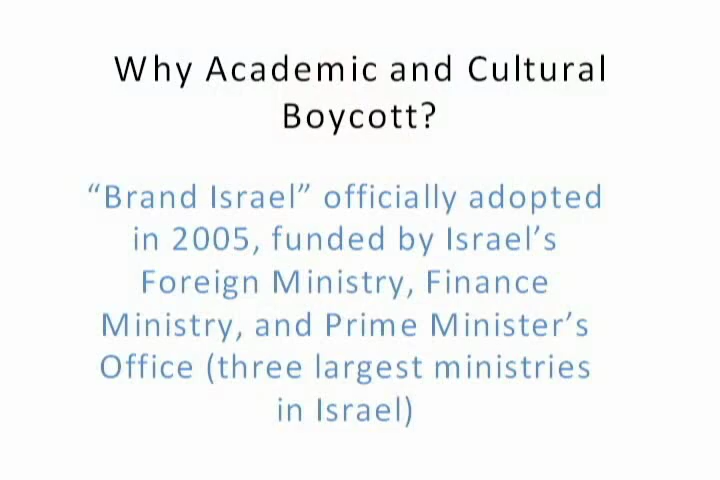 Why Academic and Cultural
Boycott?
“Brand Israel” officially adopted
in 2005, funded by Israel’s
Foreign Ministry, Finance
Ministry, and Prime Minister’s
Office (three largest ministries
in Israel)